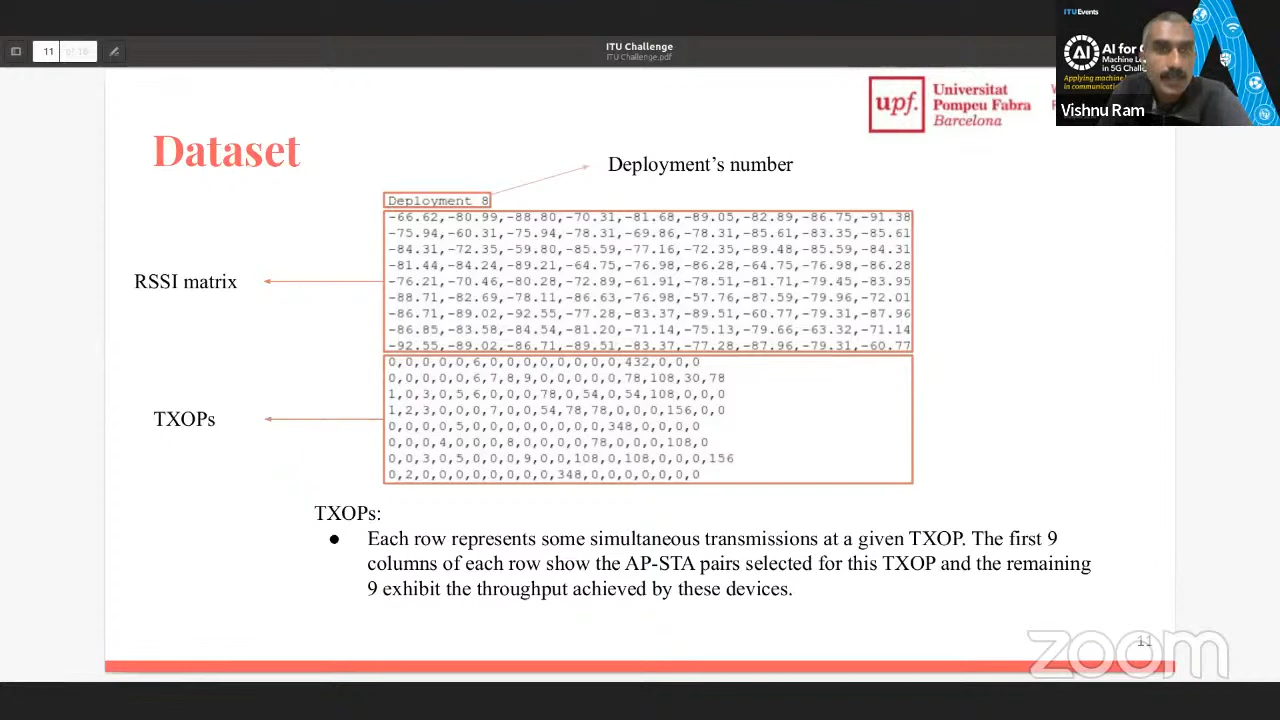 11 of 18
ITU Challenge
ITU Challenge.pdf
ITUEvents
AI for G
Machine Le
in 5G Challe
Applying machine
in communicatio
Vishnu Ram
upf.
Universitat
Pompeu Fabra
Barcelona
Dataset
Deployment's number
Deployment 8
-66.62,-80.99,-88.80,-70.31,-81.68,-89.05,-82.89,-86.75,-91.38
-75.94,-60.31,-75.94,-78.31,-69.86,-78.31,-85.61,-83.35,-85.61
-84.31,-72.35,-59.80,-85.59,-77.16,-72.35,-89.48,-85.59,-84.31
-81.44,-84.24,-89.21,-64.75,-76.98,-86.28,-64.75,-76.98,-86.28
RSSI matrix
-76.21,-70.46,-80.28,-72.89,-61.91,-78.51,-81.71,-79.45,-83.95
-88.71,-82.69,-78.11,-86.63,-76.98,-57.76,-87.59,-79.96,-72.01
-86.71,-89.02,-92.55,-77.28,-83.37,-89.51,-60.77,-79.31,-87.96
-86.85,-83.58,-84.54,-81.20,-71.14,-75.13,-79.66,-63.32,-71.14
-92.55,-89.02,-86.71,-89.51,-83.37,-77.28,-87.96,-79.31,-60.77
0,0,0,0,0,6,0,0,0,0,0,0,0,0,432,0,0,0
0,0,0,0,0,6,7,8,9,0,0,0,0,0,78,108,30,78
1,0,3,0,5,6,0,0,0,78,0,54,0,54,108,0,0,0
1,2,3,0,0,0,7,0,0,54,78,78,0,0,0,156,0,0
TXOPs
0,0,0,0,5,0,0,0,0,0,0,0,0,348,0,0,0,0
0,0,0,4,0,0,0,8,0,0,0,0,78,0,0,0,108,0
0,0,3,0,5,0,0,0,9,0,0,108,0,108,0,0,0,156
0,2,0,0,0,0,0,0,0,0,348,0,0,0,0,0,0,0
TXOPs:
● Each row represents some simultaneous transmissions at a given TXOP. The first 9
columns of each row show the AP-STA pairs selected for this TXOP and the remaining
9 exhibit the throughput achieved by these devices.
11
zoom